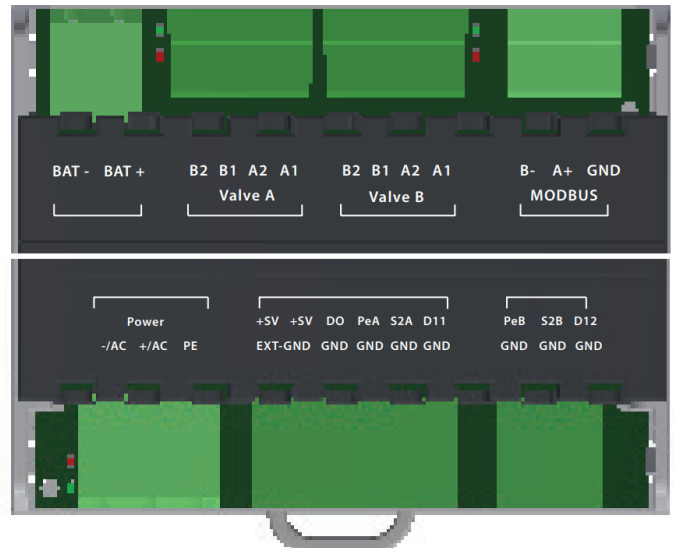 BAT - BAT + B2 B1 A2 A1 B2 B1 A2 A1 B- A+ GND
Valve A Valve B MODBUS
Power +SV +SV DO PeA S2A D11 PeB S2B D12
-/AC +/AC PE EXT-GND GND GND GND GND GND GND GND